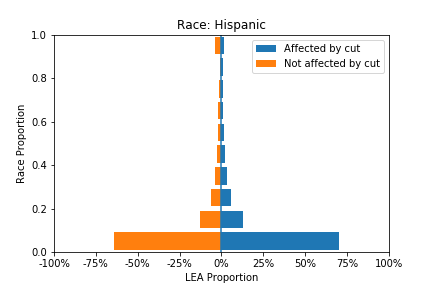 Race: Hispanic
Affected by cut
Not affected by cut
Race Proportion
1.0
0.8
0.6
0.4
0.2
0.0
-100% -75% -50% -25% 0% 25% 50% 75% 100%
LEA Proportion